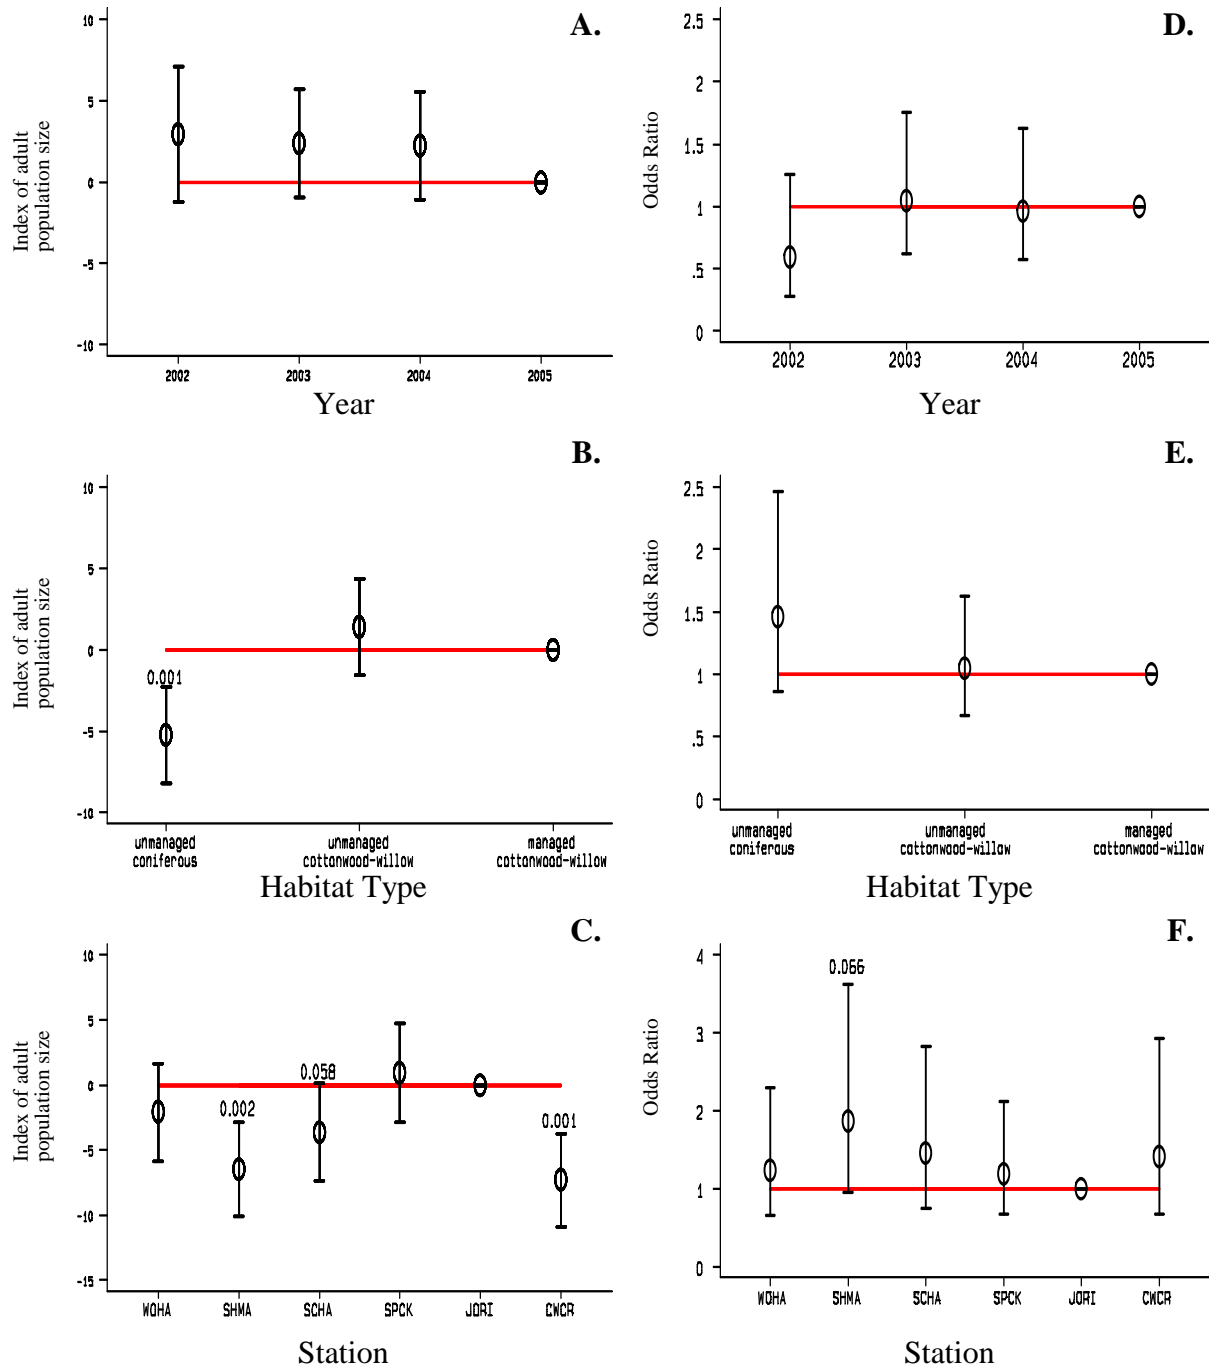 A.
10
5
0
-5
-10
Index of adult
population size
2002 2003 2004 2005
Year
D.
2.5
2
1.5
1
.5
0
Odds Ratio
2002 2003 2004 2005
Year
B.
10
5
0
-5
-10
Index of adult
population size
0.001
unmanaged unmanaged managed
coniferous cottonwood-willow cottonwood-willow
Habitat Type
E.
2.5
2
1.5
1
.5
0
Odds Ratio
unmanaged unmanaged managed
coniferous cottonwood-willow cottonwood-willow
Habitat Type
C.
10
5
0
-5
-10
-15
Index of adult
population size
0.002 0.058 0.001
WOHA SHMA SCHA SPCK JORI CWCR
Station
F.
4
3
2
1
0
Odds Ratio
0.066
WOHA SHMA SCHA SPCK JORI CWCR
Station